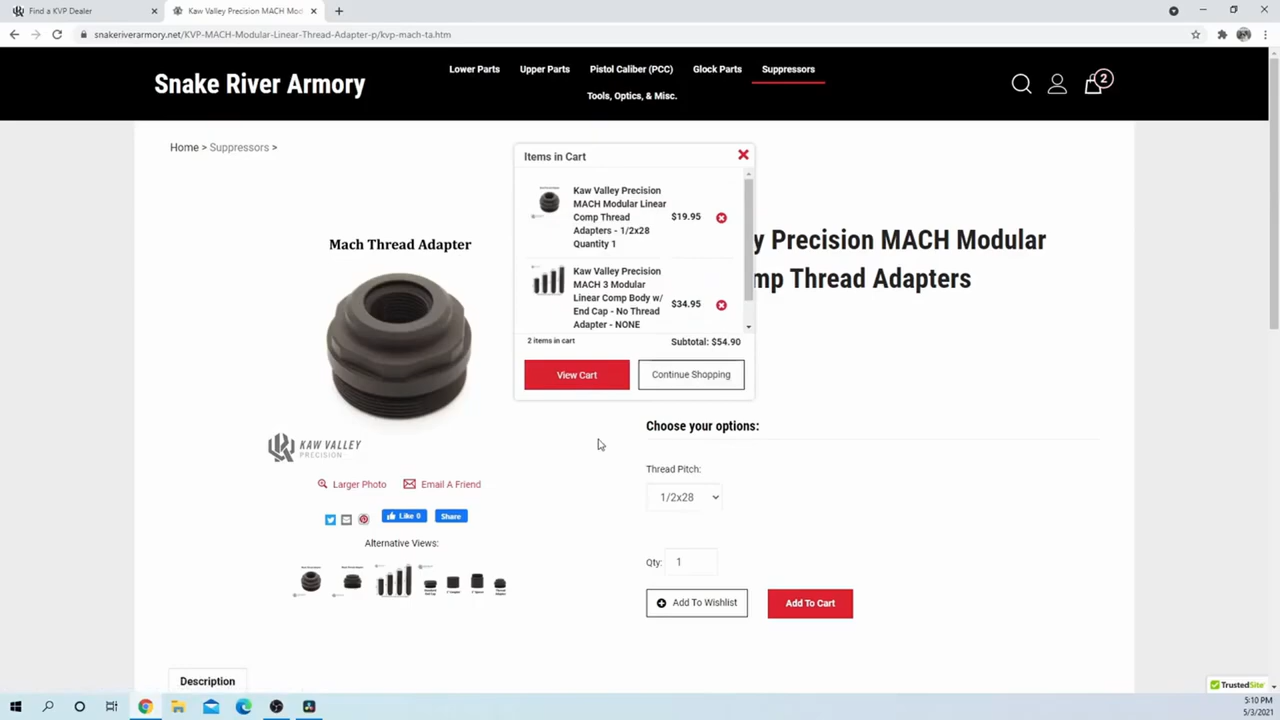 Find a KVP Dealer
Kaw Valley Precision MACH Mod
snakeriverarmory.net/KVP-MACH-Modular-Linear-Thread-Adapter-p/kvp-mach-ta.htm
Snake River Armory
Lower Parts
Upper Parts
Pistol Caliber (PCC)
Glock Parts
Suppressors
Tools, Optics, & Misc.
2
Home > Suppressors >
Items in Cart
Kaw Valley Precision
MACH Modular Linear
Comp Thread
Adapters - 1/2x28
Quantity 1
$19.95
Kaw Valley Precision
MACH 3 Modular
Linear Comp Body w/
End Cap - No Thread
Adapter - NONE
$34.95
2 items in cart
Subtotal: $54.90
View Cart
Continue Shopping
y Precision MACH Modular
mp Thread Adapters
Mach Thread Adapter
KAW VALLEY
PRECISION
Larger Photo
Email A Friend
Like 0
Share
Alternative Views:
Choose your options:
Thread Pitch:
1/2x28
Qty:
1
Add To Wishlist
Add To Cart
Description
TrustedSite
5:10 PM
5/3/2021